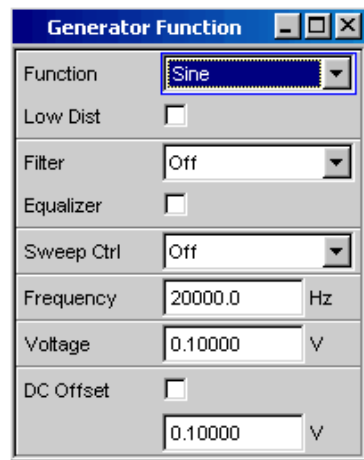 Generator Function
Function Sine
Low Dist
Filter Off
Equalizer
Sweep Ctrl Off
Frequency 20000.0 Hz
Voltage 0.10000 V
DC Offset
0.10000 V